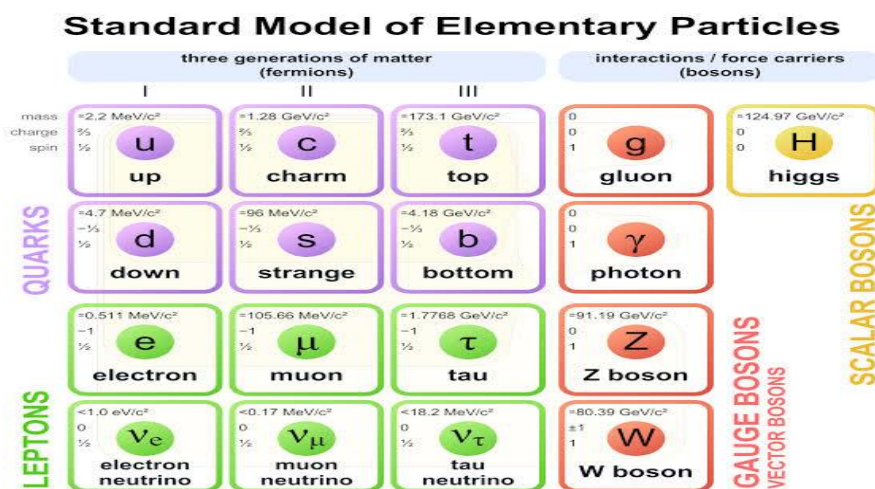 Standard Model of Elementary Particles
three generations of matter
(fermions)
interactions / force carriers
(bosons)
I
II
III
mass
charge
spin
≈2.2 MeV/c²
⅔
½
u
up
≈1.28 GeV/c²
⅔
½
c
charm
≈173.1 GeV/c²
⅔
½
t
top
0
0
1
g
gluon
≈124.97 GeV/c²
0
0
H
higgs
QUARKS
≈4.7 MeV/c²
−⅓
½
d
down
≈96 MeV/c²
−⅓
½
s
strange
≈4.18 GeV/c²
−⅓
½
b
bottom
0
0
1
γ
photon
SCALAR BOSONS
LEPTONS
≈0.511 MeV/c²
−1
½
e
electron
≈105.66 MeV/c²
−1
½
μ
muon
≈1.7768 GeV/c²
−1
½
τ
tau
≈91.19 GeV/c²
0
1
Z
Z boson
GAUGE BOSONS
VECTOR BOSONS
<1.0 eV/c²
0
½
νe
electron
neutrino
<0.17 MeV/c²
0
½
νμ
muon
neutrino
<18.2 MeV/c²
0
½
ντ
tau
neutrino
≈80.39 GeV/c²
±1
1
W
W boson